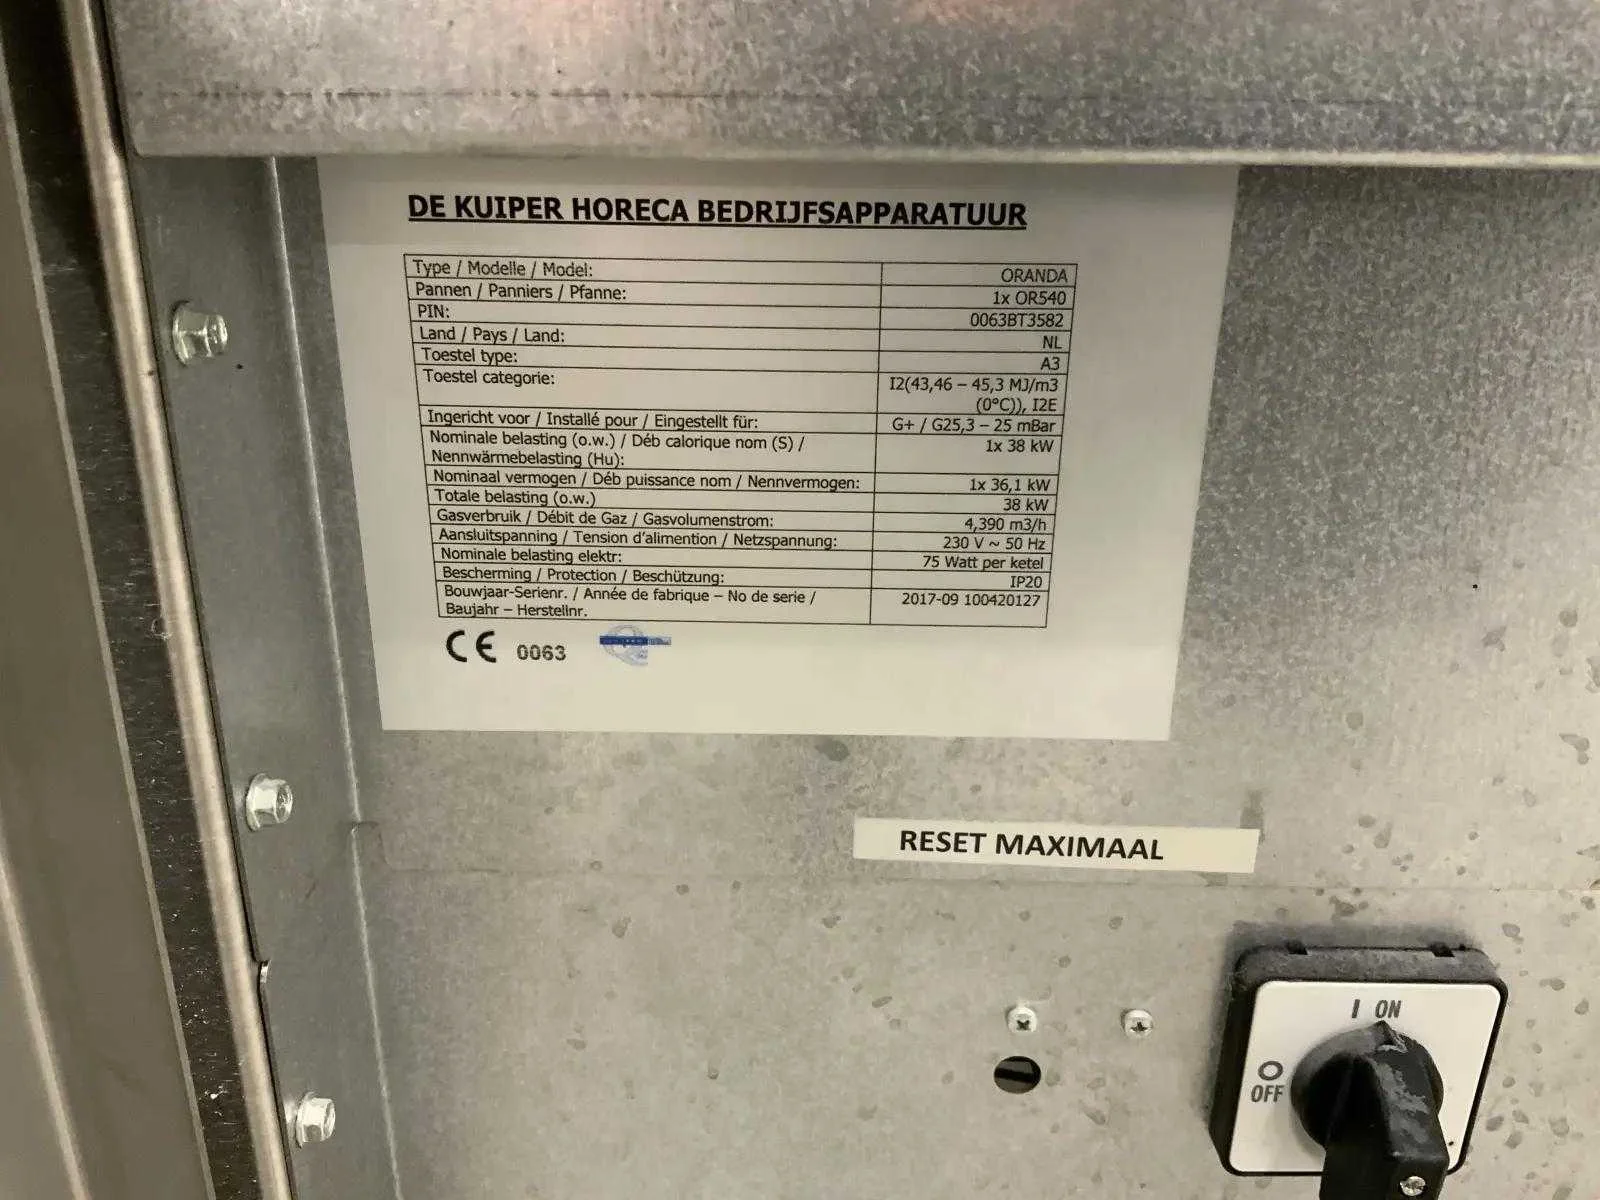 DE KUIPER HORECA BEDRIJFSAPPARATUUR
Type / Modelle / Model: ORANDA
Pannen / Panniers / Pfanne: 1x OR540
PIN: 0063BT3582
Land / Pays / Land: NL
Toestel type: A3
Toestel categorie: I2(43,46 – 45,3 MJ/m3
(0°C)), I2E
Ingericht voor / Installé pour / Eingestellt für: G+ / G25,3 – 25 mBar
Nominale belasting (o.w.) / Déb calorique nom (S) / 1x 38 kW
Nennwärmebelasting (Hu):
Nominaal vermogen / Déb puissance nom / Nennvermogen: 1x 36,1 kW
Totale belasting (o.w.) 38 kW
Gasverbruik / Débit de Gaz / Gasvolumenstrom: 4,390 m3/h
Aansluitspanning / Tension d'alimention / Netzspannung: 230 V ~ 50 Hz
Nominale belasting elektr: 75 Watt per ketel
Bescherming / Protection / Beschützung: IP20
Bouwjaar-Serienr. / Année de fabrique – No de serie / 2017-09 100420127
Baujahr – Herstellnr.
CE 0063
RESET MAXIMAAL
I ON
O
OFF